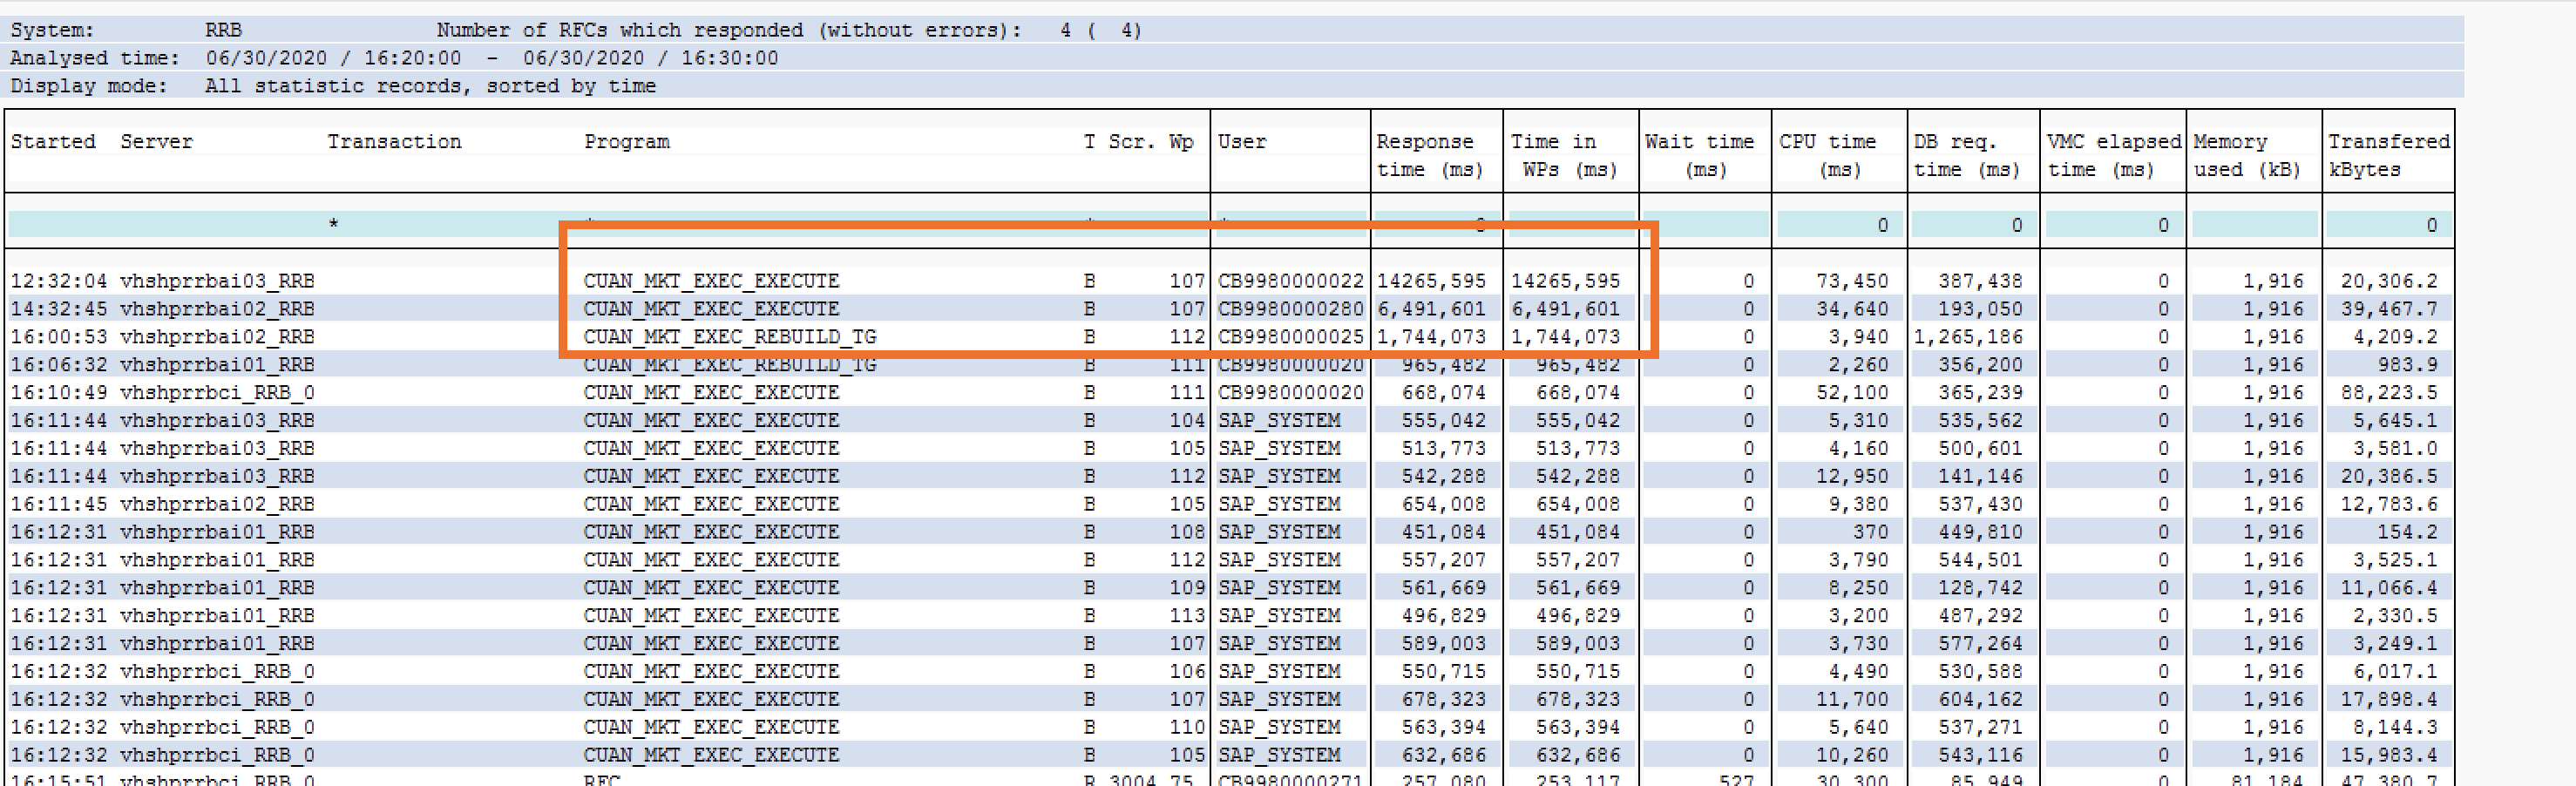 System: RRB Number of RFCs which responded (without errors): 4 ( 4)
Analysed time: 06/30/2020 / 16:20:00 - 06/30/2020 / 16:30:00
Display mode: All statistic records, sorted by time
Started Server Transaction Program T Scr. Wp User Response Time in Wait time CPU time DB req. VMC elapsed Memory Transfered
time (ms) WPs (ms) (ms) (ms) time (ms) time (ms) used (kB) kBytes
* * * * 0 0 0 0 0
12:32:04 vhshprrbai03_RRB CUAN_MKT_EXEC_EXECUTE B 107 CB9980000022 14265,595 14265,595 0 73,450 387,438 0 1,916 20,306.2
14:32:45 vhshprrbai02_RRB CUAN_MKT_EXEC_EXECUTE B 107 CB9980000280 6,491,601 6,491,601 0 34,640 193,050 0 1,916 39,467.7
16:00:53 vhshprrbai02_RRB CUAN_MKT_EXEC_REBUILD_TG B 112 CB9980000025 1,744,073 1,744,073 0 3,940 1,265,186 0 1,916 4,209.2
16:06:32 vhshprrbai01_RRB CUAN_MKT_EXEC_REBUILD_TG B 111 CB9980000020 965,482 965,482 0 2,260 356,200 0 1,916 983.9
16:10:49 vhshprrbci_RRB_0 CUAN_MKT_EXEC_EXECUTE B 111 CB9980000020 668,074 668,074 0 52,100 365,239 0 1,916 88,223.5
16:11:44 vhshprrbai03_RRB CUAN_MKT_EXEC_EXECUTE B 104 SAP_SYSTEM 555,042 555,042 0 5,310 535,562 0 1,916 5,645.1
16:11:44 vhshprrbai03_RRB CUAN_MKT_EXEC_EXECUTE B 105 SAP_SYSTEM 513,773 513,773 0 4,160 500,601 0 1,916 3,581.0
16:11:44 vhshprrbai03_RRB CUAN_MKT_EXEC_EXECUTE B 112 SAP_SYSTEM 542,288 542,288 0 12,950 141,146 0 1,916 20,386.5
16:11:45 vhshprrbai02_RRB CUAN_MKT_EXEC_EXECUTE B 105 SAP_SYSTEM 654,008 654,008 0 9,380 537,430 0 1,916 12,783.6
16:12:31 vhshprrbai01_RRB CUAN_MKT_EXEC_EXECUTE B 108 SAP_SYSTEM 451,084 451,084 0 370 449,810 0 1,916 154.2
16:12:31 vhshprrbai01_RRB CUAN_MKT_EXEC_EXECUTE B 112 SAP_SYSTEM 557,207 557,207 0 3,790 544,501 0 1,916 3,525.1
16:12:31 vhshprrbai01_RRB CUAN_MKT_EXEC_EXECUTE B 109 SAP_SYSTEM 561,669 561,669 0 8,250 128,742 0 1,916 11,066.4
16:12:31 vhshprrbai01_RRB CUAN_MKT_EXEC_EXECUTE B 113 SAP_SYSTEM 496,829 496,829 0 3,200 487,292 0 1,916 2,330.5
16:12:31 vhshprrbai01_RRB CUAN_MKT_EXEC_EXECUTE B 107 SAP_SYSTEM 589,003 589,003 0 3,730 577,264 0 1,916 3,249.1
16:12:32 vhshprrbci_RRB_0 CUAN_MKT_EXEC_EXECUTE B 106 SAP_SYSTEM 550,715 550,715 0 4,490 530,588 0 1,916 6,017.1
16:12:32 vhshprrbci_RRB_0 CUAN_MKT_EXEC_EXECUTE B 107 SAP_SYSTEM 678,323 678,323 0 11,700 604,162 0 1,916 17,898.4
16:12:32 vhshprrbci_RRB_0 CUAN_MKT_EXEC_EXECUTE B 110 SAP_SYSTEM 563,394 563,394 0 5,640 537,271 0 1,916 8,144.3
16:12:32 vhshprrbci_RRB_0 CUAN_MKT_EXEC_EXECUTE B 105 SAP_SYSTEM 632,686 632,686 0 10,260 543,116 0 1,916 15,983.4
16:15:51 vhshprrbci_RRB_0 RFC R 3004 75 CB9980000271 257,080 253,117 527 30,300 85,949 0 81,184 47,380.7